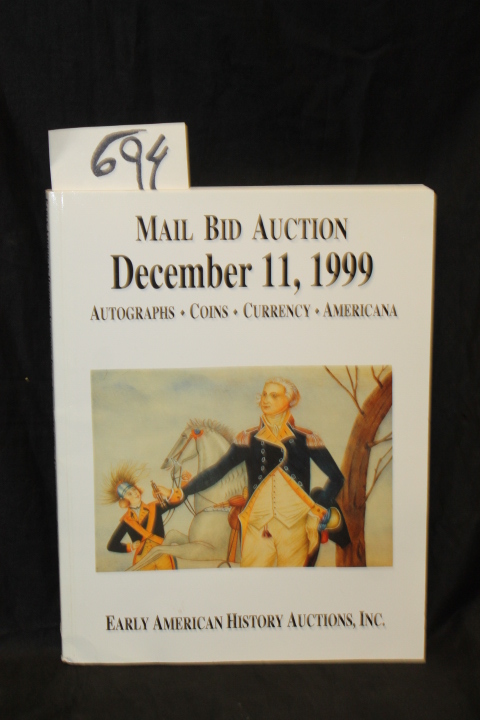 694
MAIL BID AUCTION
December 11, 1999
AUTOGRAPHS • COINS • CURRENCY • AMERICANA
EARLY AMERICAN HISTORY AUCTIONS, INC.